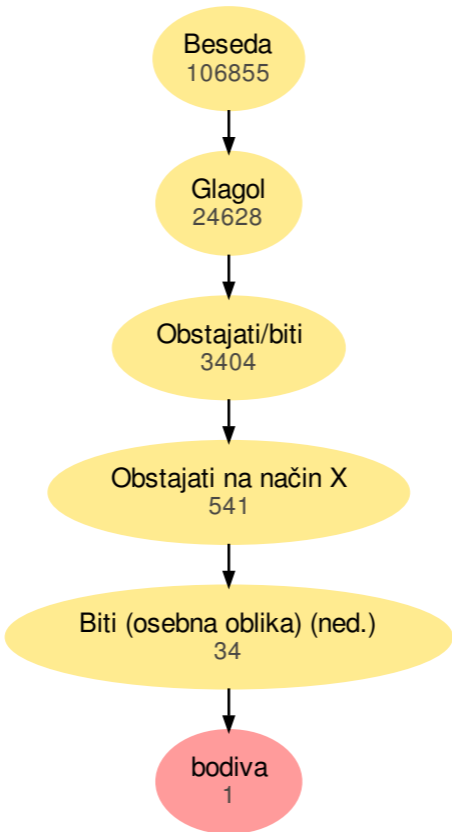 Beseda
106855
Glagol
24628
Obstajati/biti
3404
Obstajati na način X
541
Biti (osebna oblika) (ned.)
34
bodiva
1